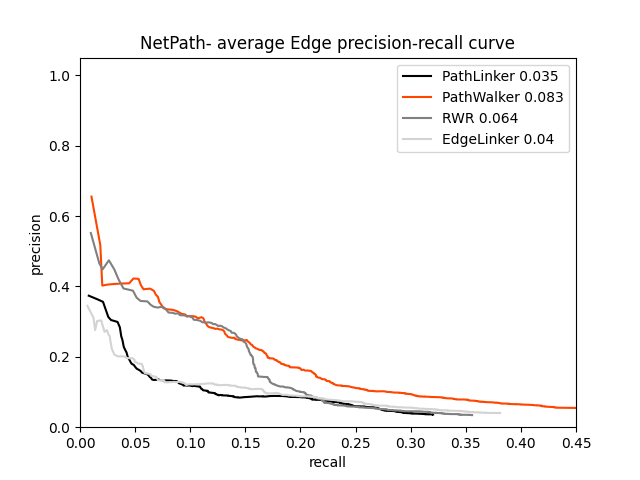 NetPath- average Edge precision-recall curve
PathLinker 0.035
PathWalker 0.083
RWR 0.064
EdgeLinker 0.04
precision
1.0
0.8
0.6
0.4
0.2
0.0
0.00 0.05 0.10 0.15 0.20 0.25 0.30 0.35 0.40 0.45
recall